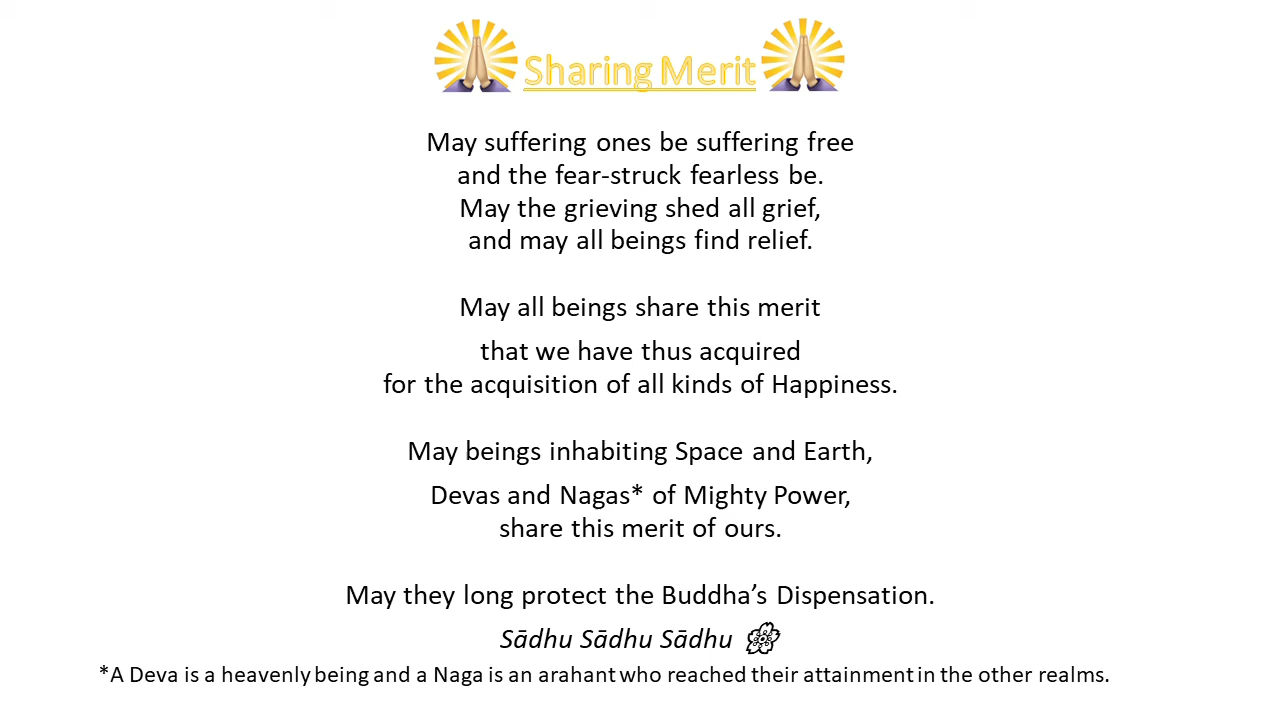 Sharing Merit
May suffering ones be suffering free
and the fear-struck fearless be.
May the grieving shed all grief,
and may all beings find relief.
May all beings share this merit
that we have thus acquired
for the acquisition of all kinds of Happiness.
May beings inhabiting Space and Earth,
Devas and Nagas* of Mighty Power,
share this merit of ours.
May they long protect the Buddha’s Dispensation.
Sādhu Sādhu Sādhu
*A Deva is a heavenly being and a Naga is an arahant who reached their attainment in the other realms.